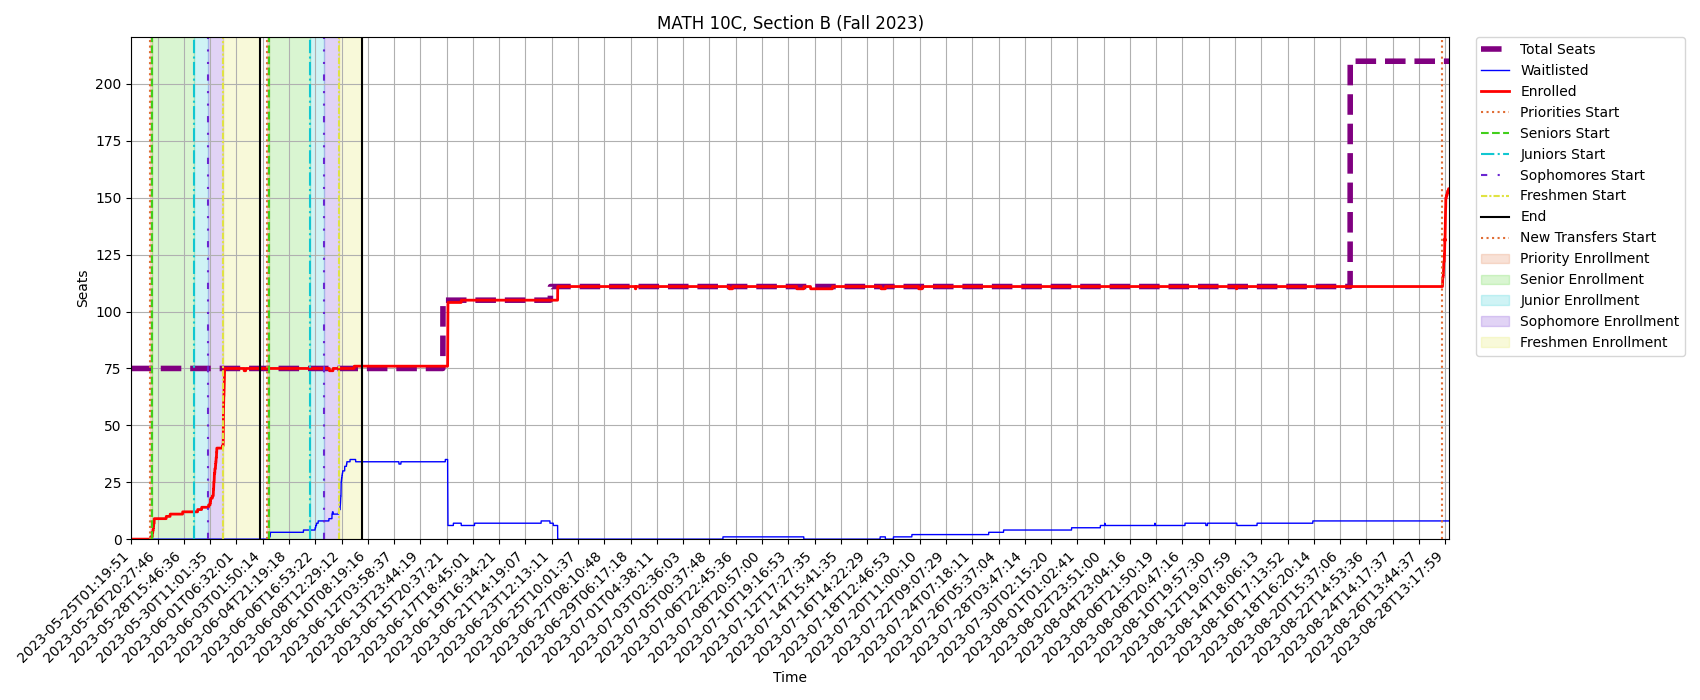 MATH 10C, Section B (Fall 2023)
Seats
200
175
150
125
100
75
50
25
0
2023-05-25T01:19:51
2023-05-26T20:27:46
2023-05-28T15:46:36
2023-05-30T11:01:35
2023-06-01T06:32:01
2023-06-03T01:50:14
2023-06-04T21:19:18
2023-06-06T16:53:22
2023-06-08T12:29:12
2023-06-10T08:19:16
2023-06-12T03:58:37
2023-06-13T23:44:19
2023-06-15T20:37:21
2023-06-17T18:45:01
2023-06-19T16:34:21
2023-06-21T14:19:07
2023-06-23T12:13:11
2023-06-25T10:01:37
2023-06-27T08:10:48
2023-06-29T06:17:18
2023-07-01T04:38:11
2023-07-03T02:36:03
2023-07-05T00:37:48
2023-07-06T22:45:36
2023-07-08T20:57:00
2023-07-10T19:16:53
2023-07-12T17:27:35
2023-07-14T15:41:35
2023-07-16T14:22:29
2023-07-18T12:46:53
2023-07-20T11:00:10
2023-07-22T09:07:29
2023-07-24T07:18:11
2023-07-26T05:37:04
2023-07-28T03:47:14
2023-07-30T02:15:20
2023-08-01T01:02:41
2023-08-02T23:51:00
2023-08-04T23:04:16
2023-08-06T21:50:19
2023-08-08T20:47:16
2023-08-10T19:57:30
2023-08-12T19:07:59
2023-08-14T18:06:13
2023-08-16T17:13:52
2023-08-18T16:20:14
2023-08-20T15:37:06
2023-08-22T14:53:36
2023-08-24T14:17:37
2023-08-26T13:44:37
2023-08-28T13:17:59
Time
Total Seats
Waitlisted
Enrolled
Priorities Start
Seniors Start
Juniors Start
Sophomores Start
Freshmen Start
End
New Transfers Start
Priority Enrollment
Senior Enrollment
Junior Enrollment
Sophomore Enrollment
Freshmen Enrollment